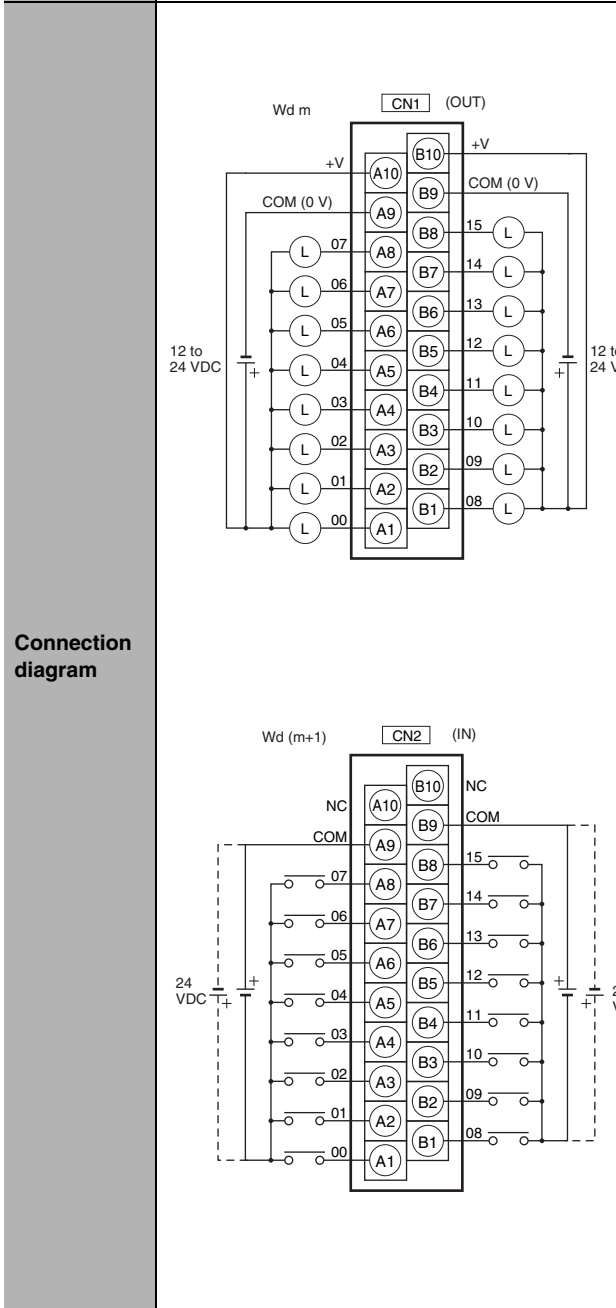 Connection
diagram
Wd m
CN1 (OUT)
+V A10 B10 +V
COM (0 V) A9 B9 COM (0 V)
L 07 A8 B8 15 L
L 06 A7 B7 14 L
L 05 A6 B6 13 L
L 04 A5 B5 12 L
L 03 A4 B4 11 L
L 02 A3 B3 10 L
L 01 A2 B2 09 L
L 00 A1 B1 08 L
12 to
24 VDC
+
+
12
24
Wd (m+1)
CN2 (IN)
NC A10 B10 NC
COM A9 B9 COM
07 A8 B8 15
06 A7 B7 14
05 A6 B6 13
04 A5 B5 12
03 A4 B4 11
02 A3 B3 10
01 A2 B2 09
00 A1 B1 08
24
VDC
+ +
+ +